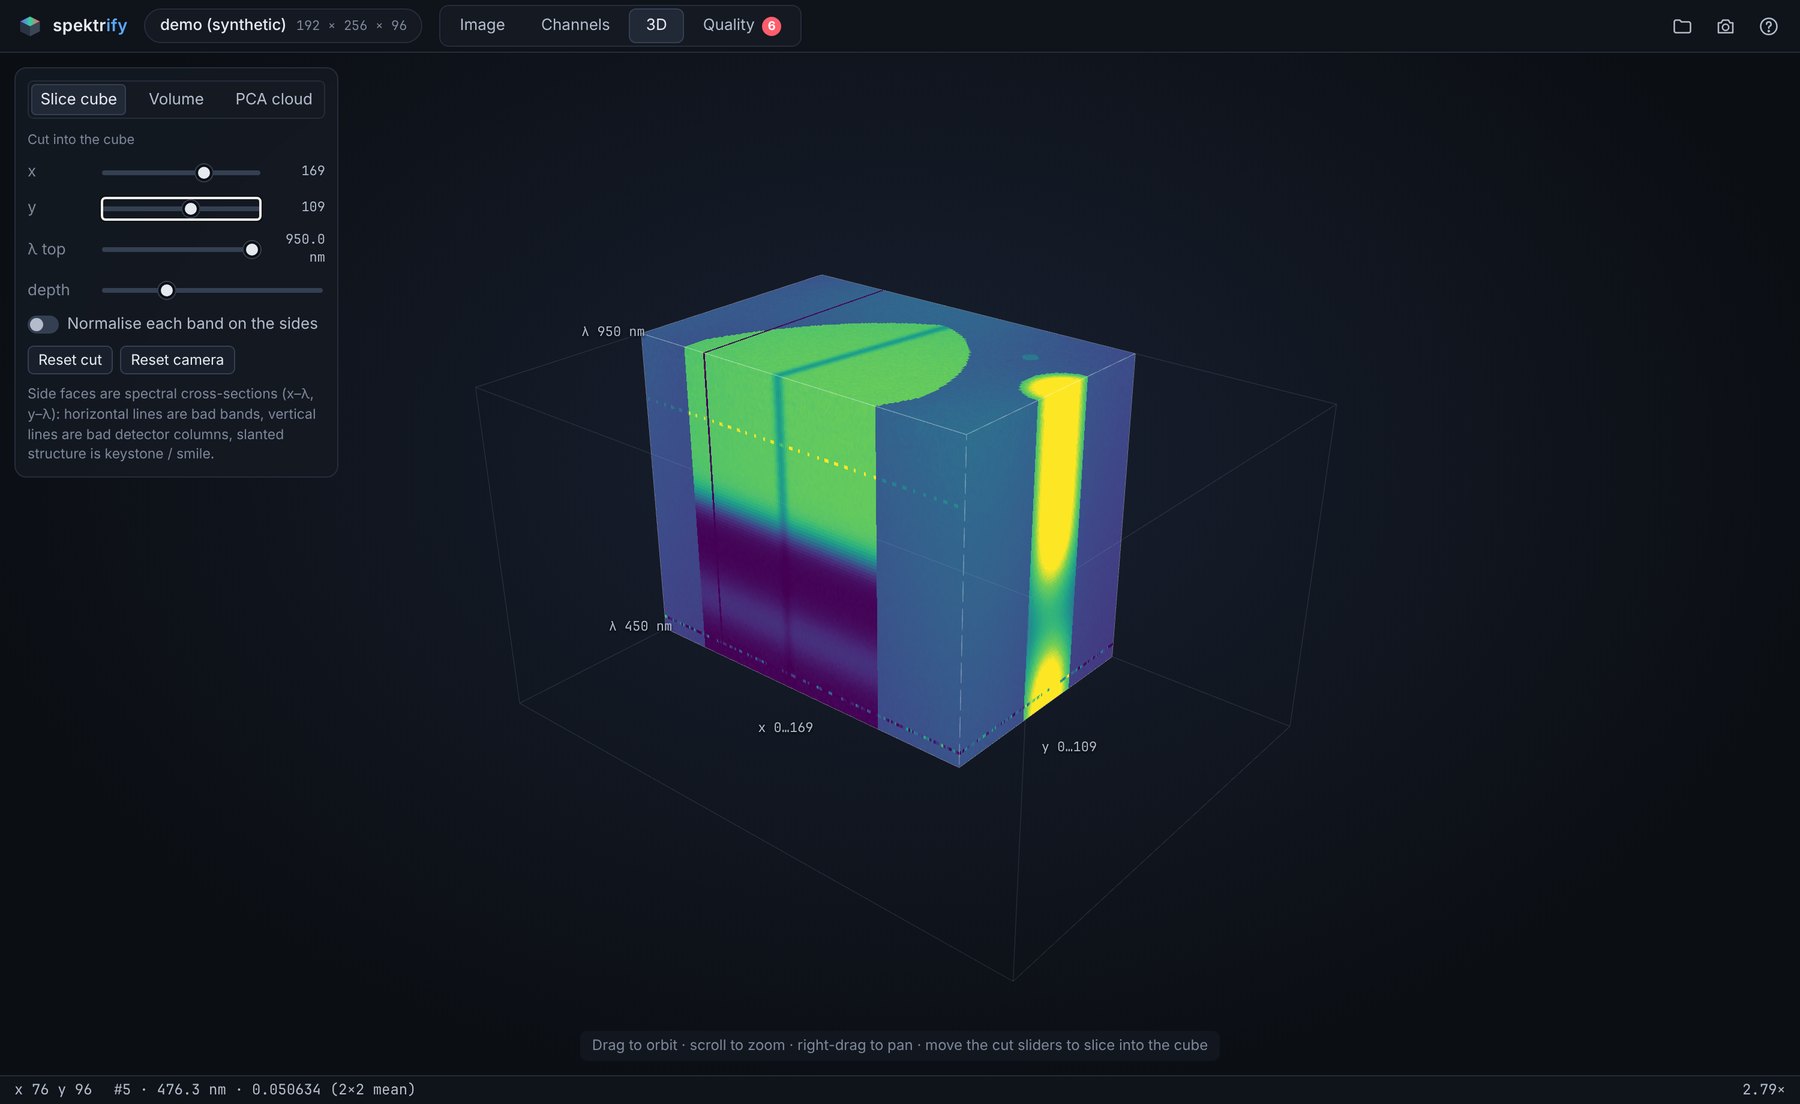 spektrify
demo (synthetic) 192 × 256 × 96
Image Channels 3D Quality 6
Slice cube Volume PCA cloud
Cut into the cube
x 169
y 109
λ top 950.0 nm
depth
Normalise each band on the sides
Reset cut Reset camera
Side faces are spectral cross-sections (x–λ,
y–λ): horizontal lines are bad bands, vertical
lines are bad detector columns, slanted
structure is keystone / smile.
λ 950 nm
λ 450 nm
x 0…169
y 0…109
Drag to orbit · scroll to zoom · right-drag to pan · move the cut sliders to slice into the cube
x 76 y 96 #5 · 476.3 nm · 0.050634 (2×2 mean) 2.79×